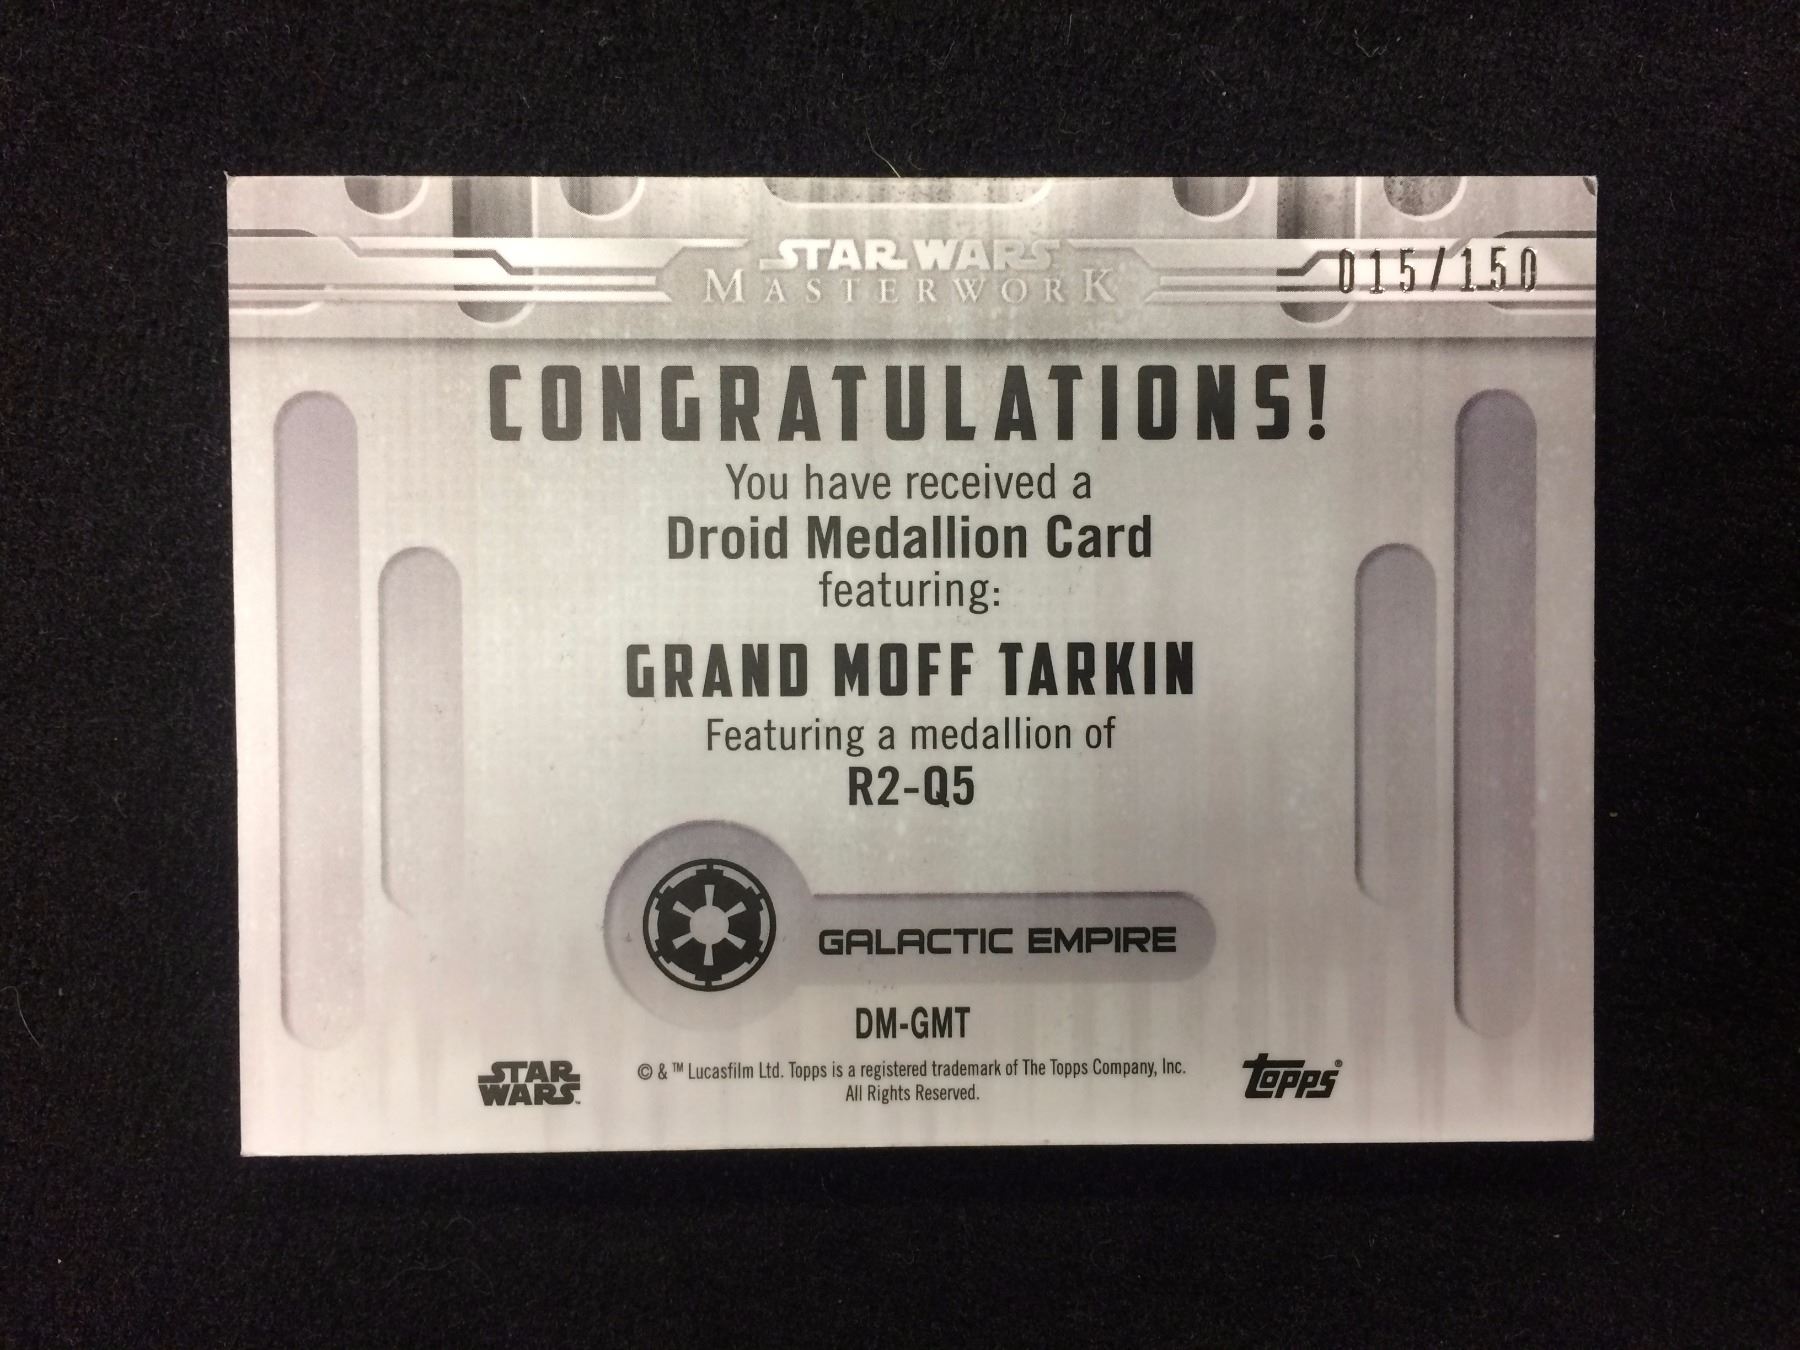 STAR WARS
MASTERWORK
015/150
CONGRATULATIONS!
You have received a
Droid Medallion Card
featuring:
GRAND MOFF TARKIN
Featuring a medallion of
R2-Q5
GALACTIC EMPIRE
DM-GMT
STAR
WARS™
© & ™ Lucasfilm Ltd. Topps is a registered trademark of The Topps Company, Inc.
All Rights Reserved.
topps®